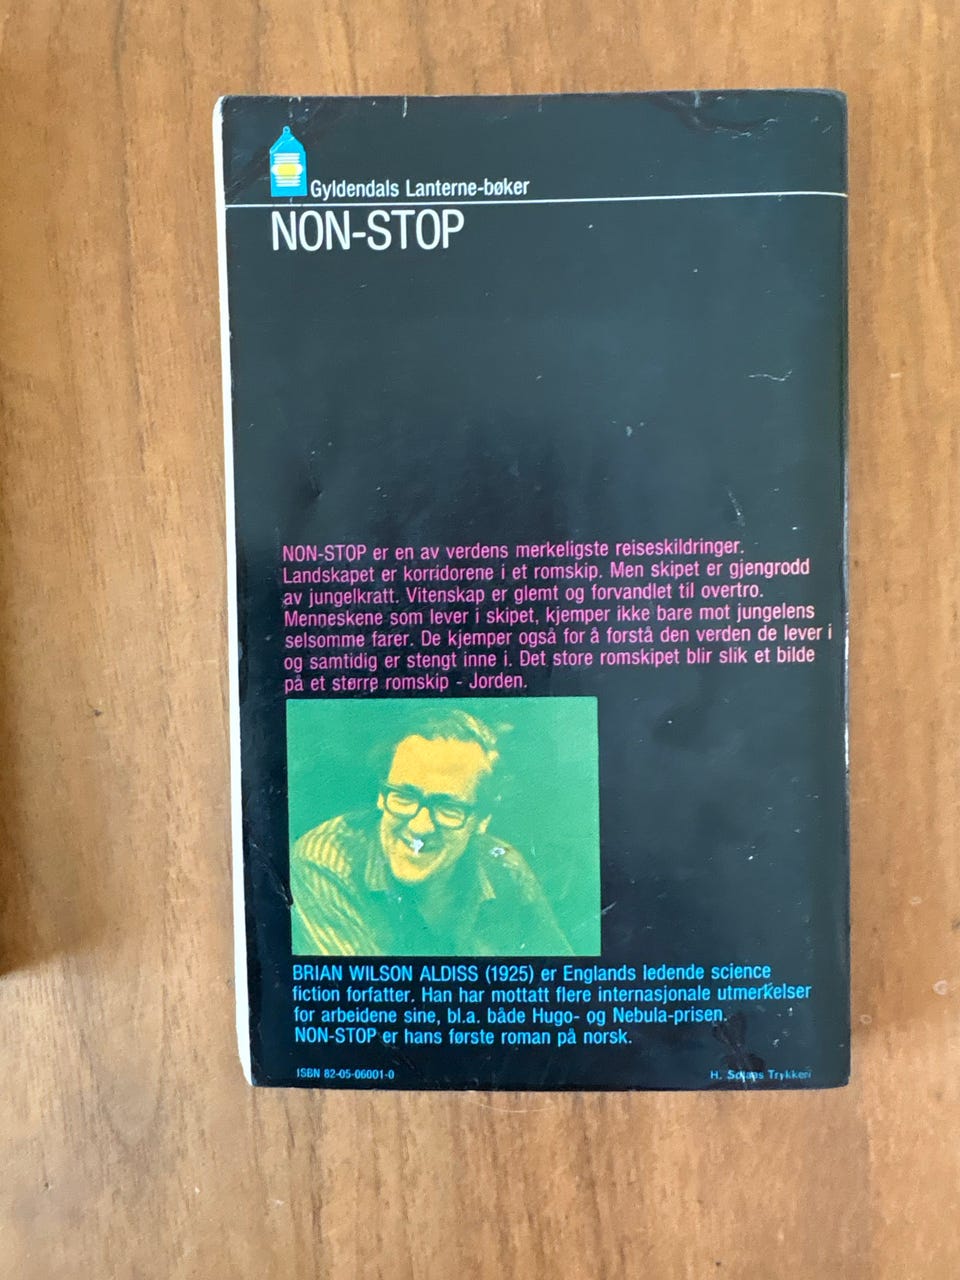 Gyldendals Lanterne-bøker
NON-STOP
NON-STOP er en av verdens merkeligste reiseskildringer.
Landskapet er korridorene i et romskip. Men skipet er gjengrodd
av jungelkratt. Vitenskap er glemt og forvandlet til overtro.
Menneskene som lever i skipet, kjemper ikke bare mot jungelens
selsomme farer. De kjemper også for å forstå den verden de lever i
og samtidig er stengt inne i. Det store romskipet blir slik et bilde
på et større romskip - Jorden.
BRIAN WILSON ALDISS (1925) er Englands ledende science
fiction forfatter. Han har mottatt flere internasjonale utmerkelser
for arbeidene sine, bl.a. både Hugo- og Nebula-prisen.
NON-STOP er hans første roman på norsk.
ISBN 82-05-06001-0
H. Trykkeri